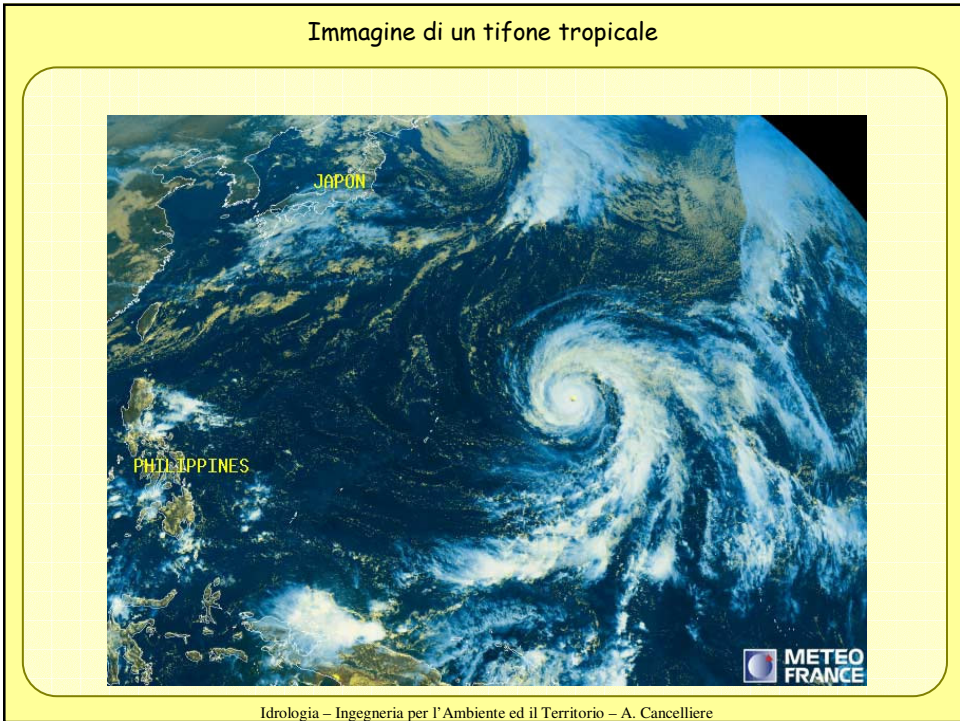 Immagine di un tifone tropicale
JAPON
PHILIPPINES
METEO
FRANCE
Idrologia – Ingegneria per l'Ambiente ed il Territorio – A. Cancelliere